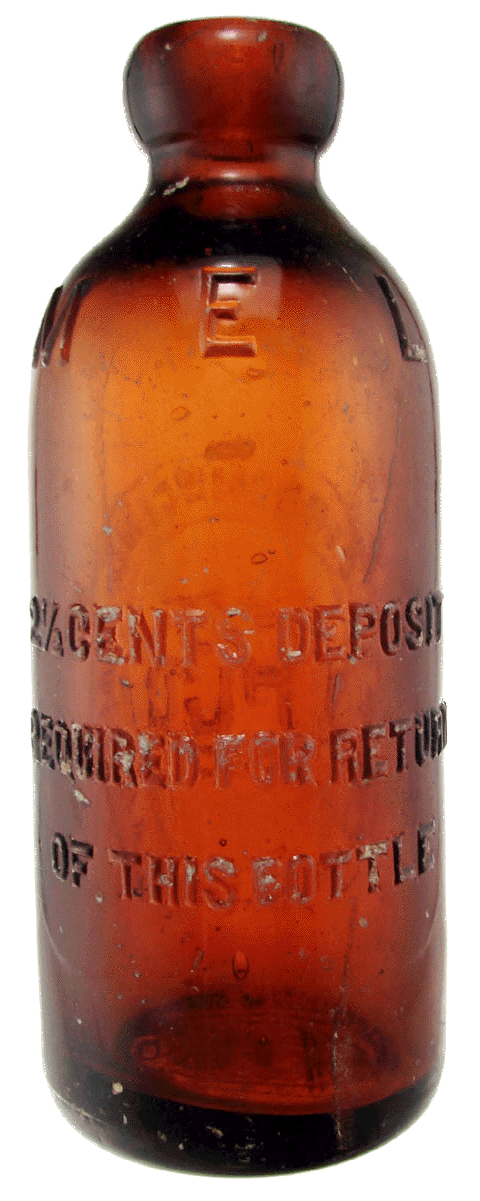 M E L
2½ CENTS DEPOSIT
REQUIRED FOR RETURN
OF THIS BOTTLE